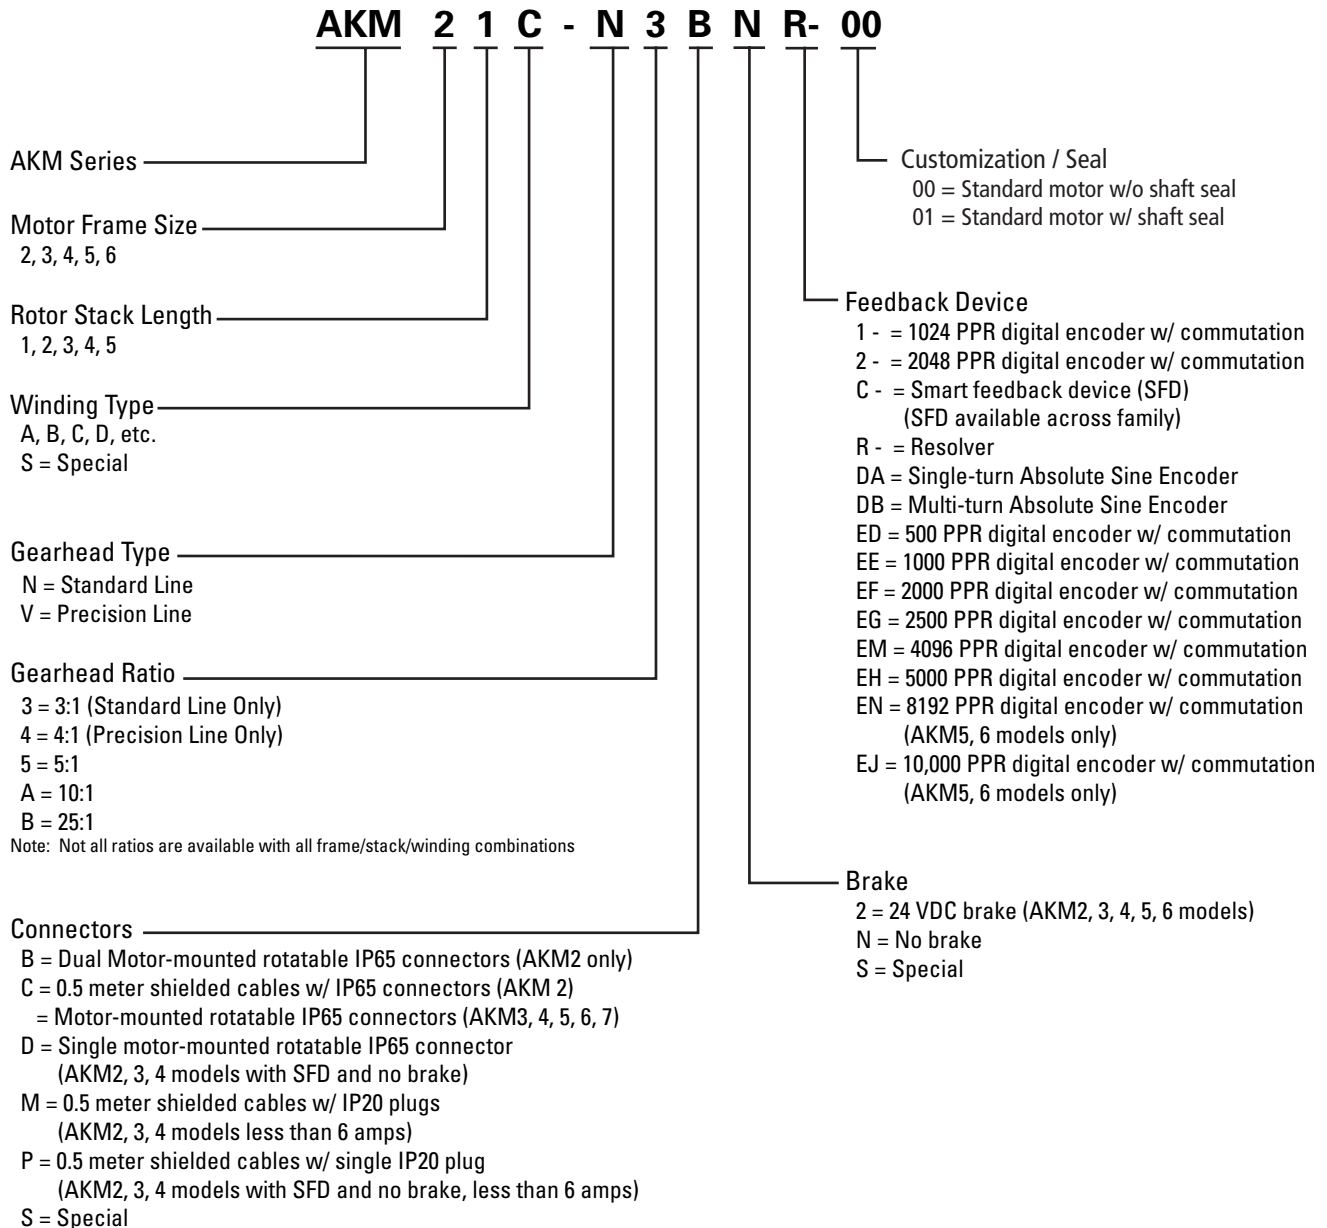 AKM 2 1 C - N 3 B N R- 00
AKM Series
Motor Frame Size
2, 3, 4, 5, 6
Rotor Stack Length
1, 2, 3, 4, 5
Winding Type
A, B, C, D, etc.
S = Special
Gearhead Type
N = Standard Line
V = Precision Line
Gearhead Ratio
3 = 3:1 (Standard Line Only)
4 = 4:1 (Precision Line Only)
5 = 5:1
A = 10:1
B = 25:1
Note: Not all ratios are available with all frame/stack/winding combinations
Connectors
B = Dual Motor-mounted rotatable IP65 connectors (AKM2 only)
C = 0.5 meter shielded cables w/ IP65 connectors (AKM 2)
= Motor-mounted rotatable IP65 connectors (AKM3, 4, 5, 6, 7)
D = Single motor-mounted rotatable IP65 connector
(AKM2, 3, 4 models with SFD and no brake)
M = 0.5 meter shielded cables w/ IP20 plugs
(AKM2, 3, 4 models less than 6 amps)
P = 0.5 meter shielded cables w/ single IP20 plug
(AKM2, 3, 4 models with SFD and no brake, less than 6 amps)
S = Special
Customization / Seal
00 = Standard motor w/o shaft seal
01 = Standard motor w/ shaft seal
Feedback Device
1 - = 1024 PPR digital encoder w/ commutation
2 - = 2048 PPR digital encoder w/ commutation
C - = Smart feedback device (SFD)
(SFD available across family)
R - = Resolver
DA = Single-turn Absolute Sine Encoder
DB = Multi-turn Absolute Sine Encoder
ED = 500 PPR digital encoder w/ commutation
EE = 1000 PPR digital encoder w/ commutation
EF = 2000 PPR digital encoder w/ commutation
EG = 2500 PPR digital encoder w/ commutation
EM = 4096 PPR digital encoder w/ commutation
EH = 5000 PPR digital encoder w/ commutation
EN = 8192 PPR digital encoder w/ commutation
(AKM5, 6 models only)
EJ = 10,000 PPR digital encoder w/ commutation
(AKM5, 6 models only)
Brake
2 = 24 VDC brake (AKM2, 3, 4, 5, 6 models)
N = No brake
S = Special